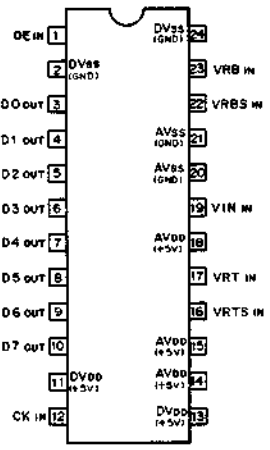 OE IN 1
DVSS (GND) 24
2 DVSS (GND)
23 VRB IN
D0 OUT 3
22 VRBS IN
D1 OUT 4
AVSS (GND) 21
D2 OUT 5
AVSS (GND) 20
D3 OUT 6
19 VIN IN
D4 OUT 7
AVDD (+5V) 18
D5 OUT 8
17 VRT IN
D6 OUT 9
16 VRTS IN
D7 OUT 10
AVDD (+5V) 15
11 DVDD (+5V)
AVDD (+5V) 14
CK IN 12
DVDD (+5V) 13